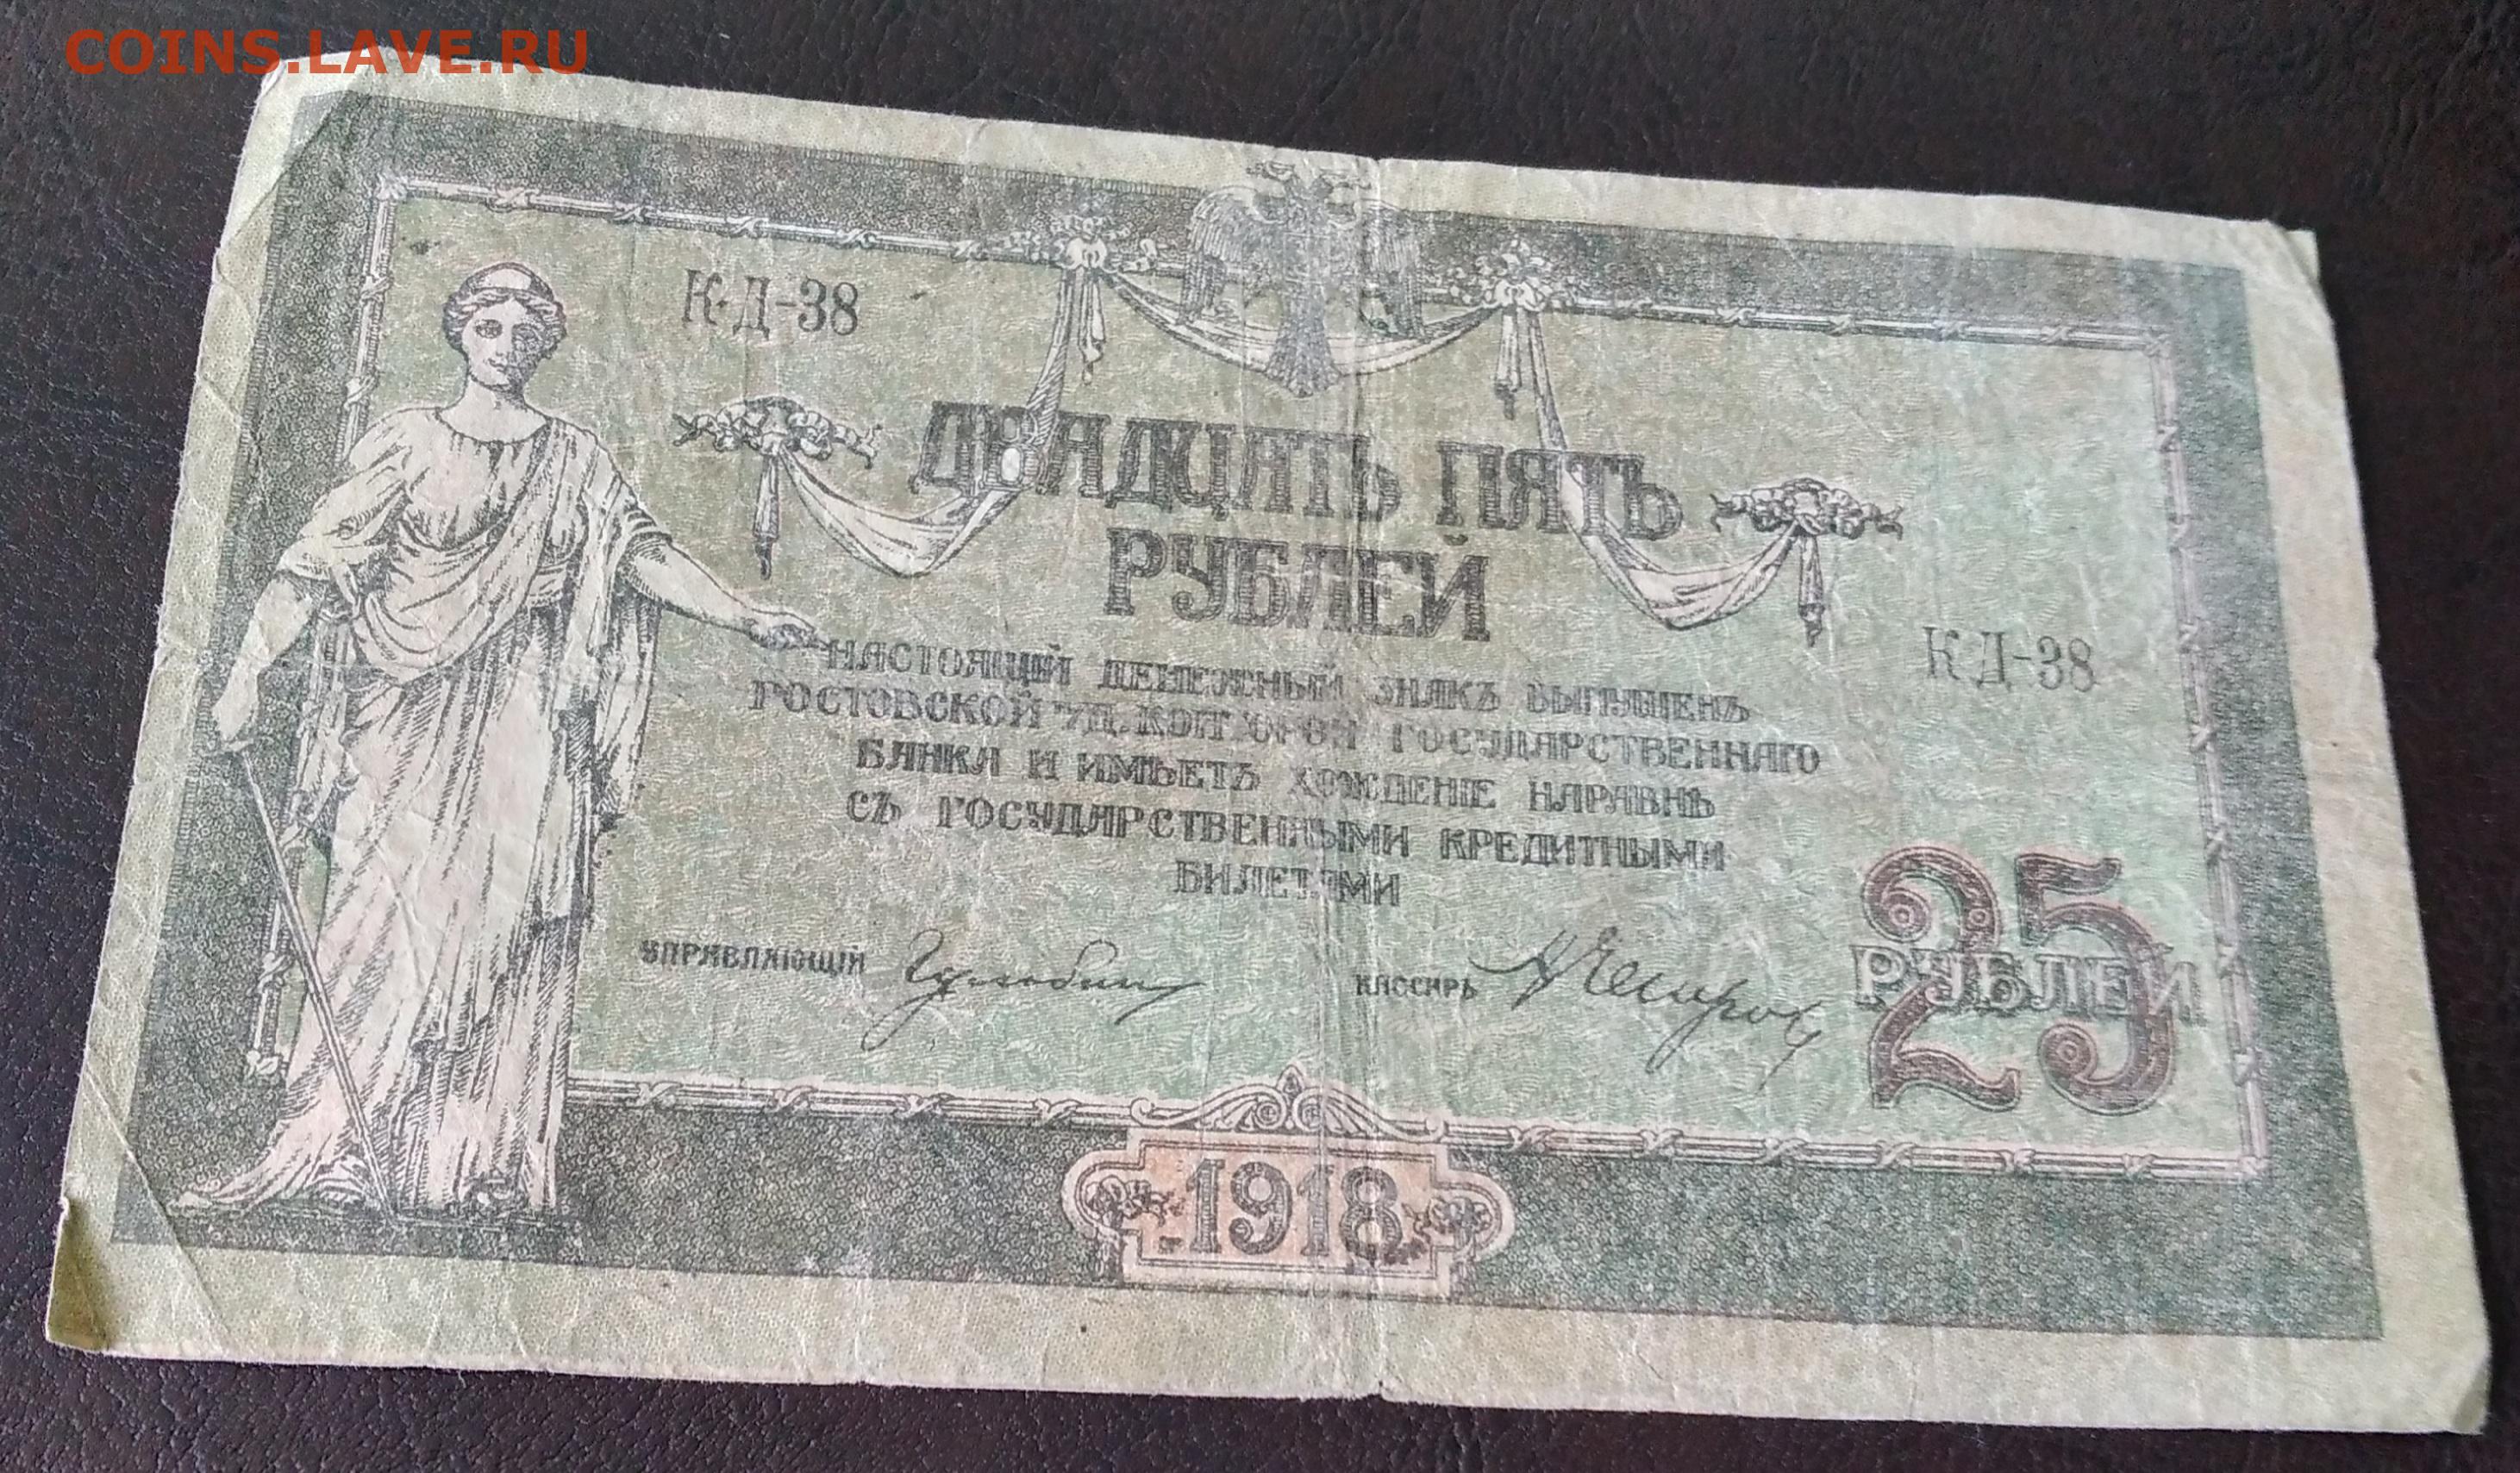 COINS.LAVE.RU
КД-38
ДВАДЦАТЬ ПЯТЬ
РУБЛЕЙ
КД-38
НАСТОЯЩІЙ ДЕНЕЖНЫЙ ЗНАКЪ ВЫПУЩЕНЪ
РОСТОВСКОЙ н/Д. КОНТОРОЙ ГОСУДАРСТВЕННАГО
БАНКА И ИМѢЕТЪ ХОЖДЕНІЕ НАРАВНѢ
СЪ ГОСУДАРСТВЕННЫМИ КРЕДИТНЫМИ
БИЛЕТАМИ
УПРАВЛЯЮЩІЙ
КАССИРЪ
25
РУБЛЕЙ
1918